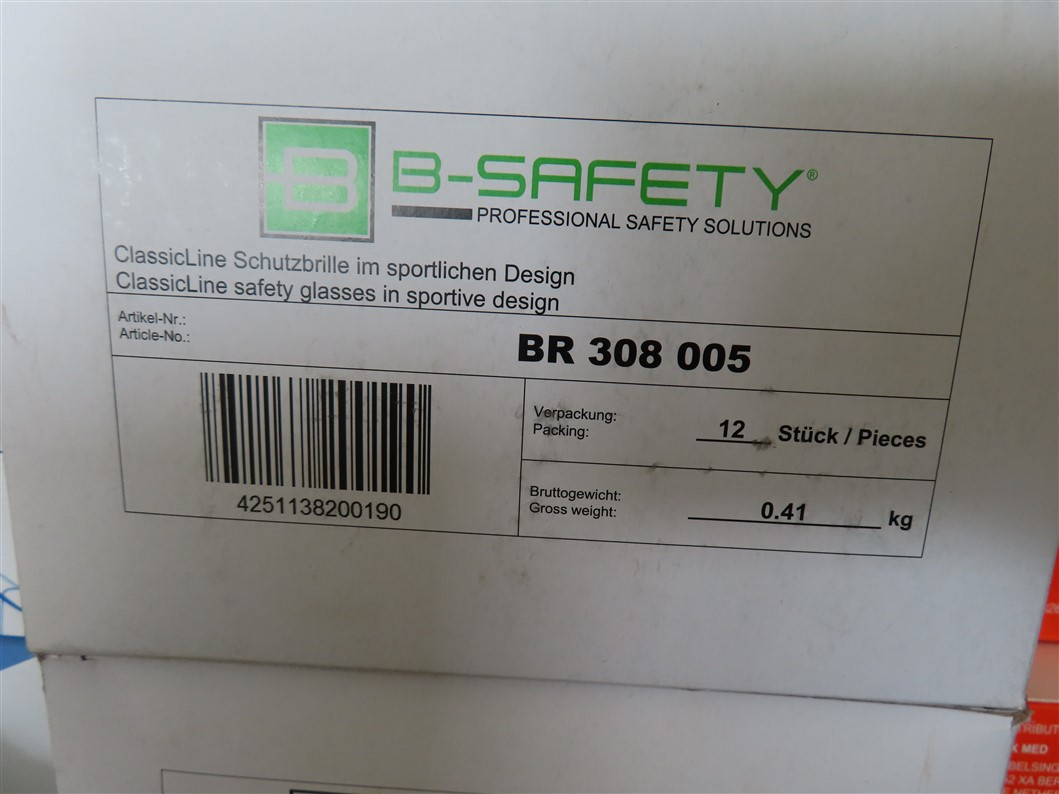 B
B-SAFETY®
PROFESSIONAL SAFETY SOLUTIONS
ClassicLine Schutzbrille im sportlichen Design
ClassicLine safety glasses in sportive design
Artikel-Nr.:
Article-No.:
BR 308 005
4251138200190
Verpackung:
Packing:
12 Stück / Pieces
Bruttogewicht:
Gross weight:
0.41 kg
MED